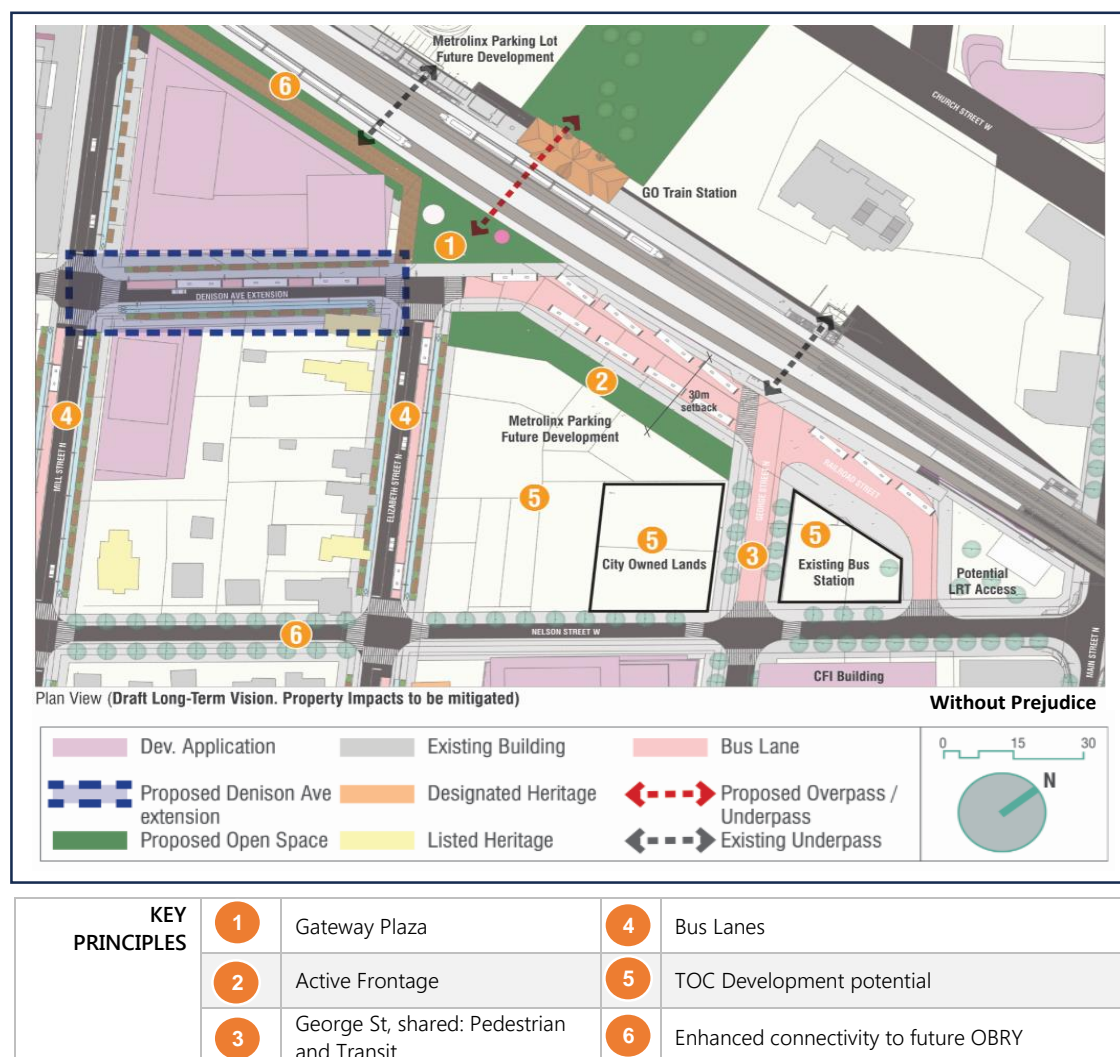 Metrolinx Parking Lot
Future Development
CHURCH STREET W
6
GO Train Station
1
DENISON AVE EXTENSION
2
30m
setback
4
4
Metrolinx Parking
Future Development
MILL STREET N
ELIZABETH STREET N
GEORGE STREET N
RAILROAD STREET
5
5
City Owned Lands
3
5
Existing Bus
Station
Potential
LRT Access
6
NELSON STREET W
MAIN STREET N
CFI Building
Plan View (Draft Long-Term Vision. Property Impacts to be mitigated)
Without Prejudice
Dev. Application
Existing Building
Bus Lane
0 15 30
Proposed Denison Ave
extension
Designated Heritage
Proposed Overpass /
Underpass
N
Proposed Open Space
Listed Heritage
Existing Underpass
KEY
PRINCIPLES
1 Gateway Plaza
4 Bus Lanes
2 Active Frontage
5 TOC Development potential
3 George St, shared: Pedestrian
and Transit
6 Enhanced connectivity to future OBRY